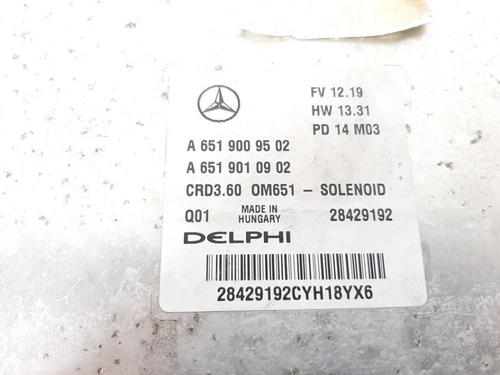 FV 12.19
HW 13.31
PD 14 M03
A 651 900 95 02
A 651 901 09 02
CRD3.60 OM651 – SOLENOID
Q01 MADE IN HUNGARY 28429192
DELPHI
28429192CYH18YX6